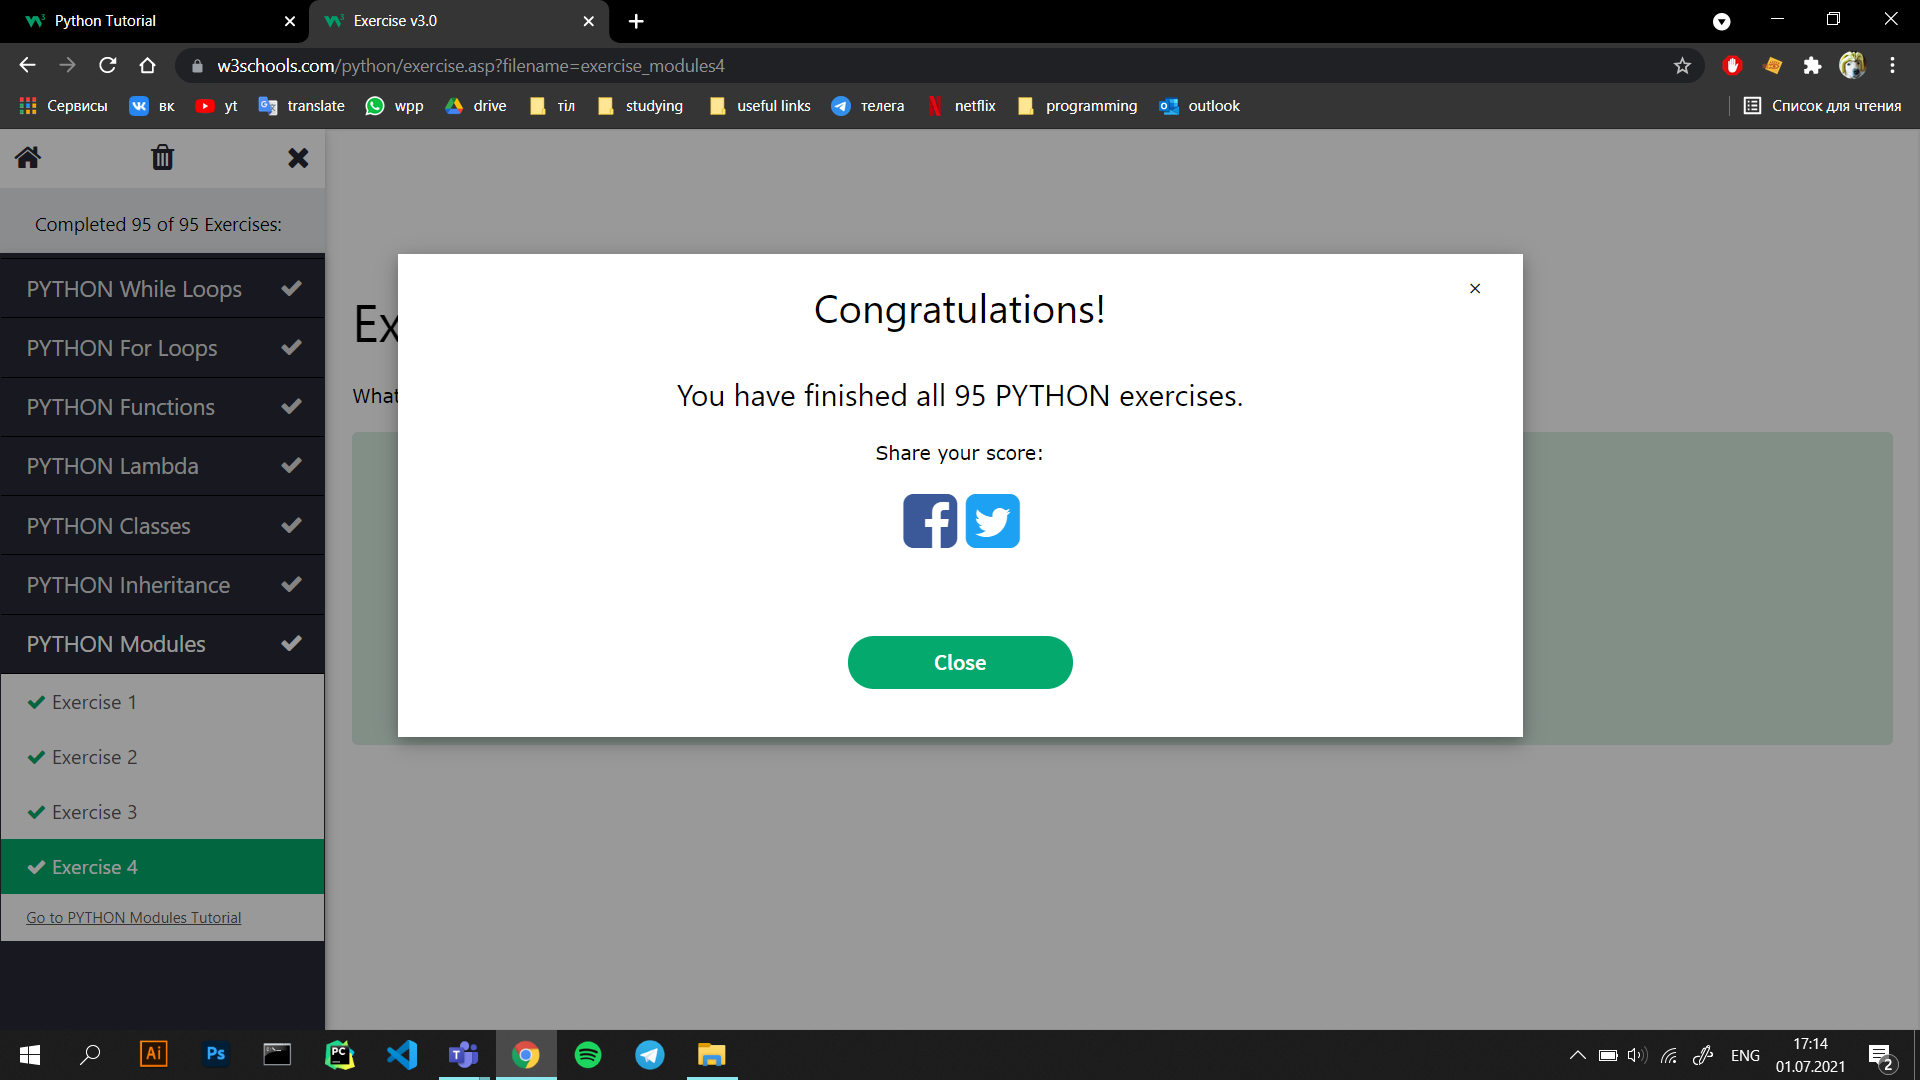 Python Tutorial
Exercise v3.0
w3schools.com/python/exercise.asp?filename=exercise_modules4
Сервисы
вк
yt
translate
wpp
drive
тіл
studying
useful links
телега
netflix
programming
outlook
Список для чтения
Completed 95 of 95 Exercises:
PYTHON While Loops
PYTHON For Loops
PYTHON Functions
PYTHON Lambda
PYTHON Classes
PYTHON Inheritance
PYTHON Modules
Exercise 1
Exercise 2
Exercise 3
Exercise 4
Go to PYTHON Modules Tutorial
Ex
What
×
Congratulations!
You have finished all 95 PYTHON exercises.
Share your score:
Close
Ai
Ps
PC
T
ENG
17:14
01.07.2021
2